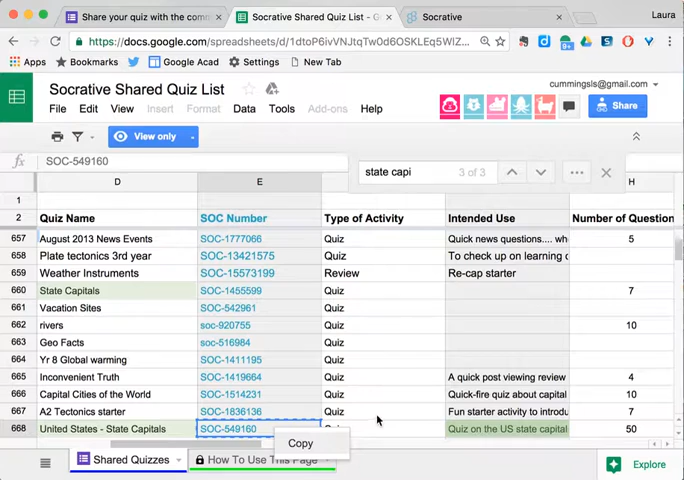 Share your quiz with the comm
Socrative Shared Quiz List - G
Socrative
Laura
https://docs.google.com/spreadsheets/d/1dtoP6ivVNJtqTw0d6OSKLEq5WlZ...
Apps Bookmarks Google Acad Settings New Tab
Socrative Shared Quiz List
cummingsls@gmail.com
File Edit View Insert Format Data Tools Add-ons Help
Share
View only
fx SOC-549160
state capi 3 of 3
D E H
1
2 Quiz Name SOC Number Type of Activity Intended Use Number of Question
657 August 2013 News Events SOC-1777066 Quiz Quick news questions.... wh 5
658 Plate tectonics 3rd year SOC-13421575 Quiz To check up on learning c
659 Weather Instruments SOC-15573199 Review Re-cap starter
660 State Capitals SOC-1455599 Quiz 7
661 Vacation Sites SOC-542961 Quiz
662 rivers soc-920755 Quiz 10
663 Geo Facts soc-516984 Quiz
664 Yr 8 Global warming SOC-1411195 Quiz
665 Inconvenient Truth SOC-1419664 Quiz A quick post viewing review 4
666 Capital Cities of the World SOC-1514231 Quiz Quick-fire quiz about capital 10
667 A2 Tectonics starter SOC-1836136 Quiz Fun starter activity to introdu 7
668 United States - State Capitals SOC-549160 Quiz on the US state capital 50
Copy
Shared Quizzes How To Use This Page
Explore